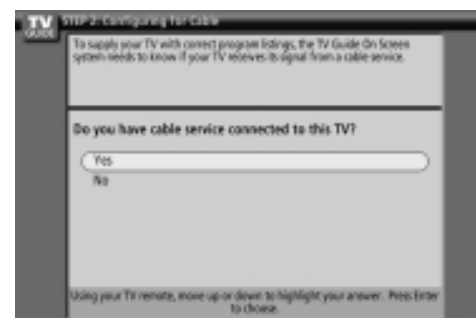 TV
GUIDE
STEP 2: Configuring for Cable
To supply your TV with correct program listings, the TV Guide On Screen
system needs to know if your TV receives its signal from a cable service.
Do you have cable service connected to this TV?
Yes
No
Using your TV remote, move up or down to highlight your answer. Press Enter
to choose.